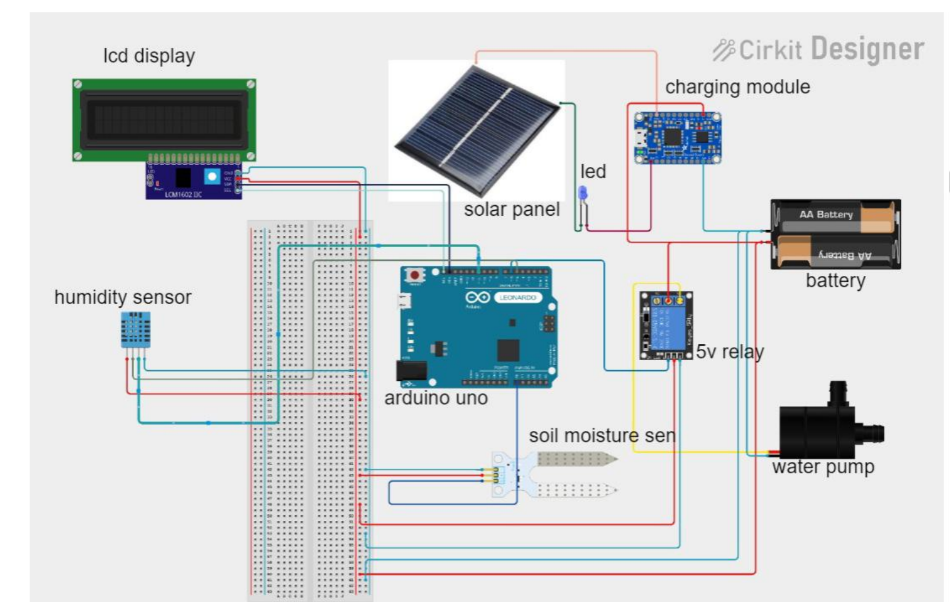 Cirkit Designer
lcd display
charging module
LCM1602 IIC
led
solar panel
AA Battery
AA Battery
battery
humidity sensor
LEONARDO
5v relay
arduino uno
soil moisture sen
water pump